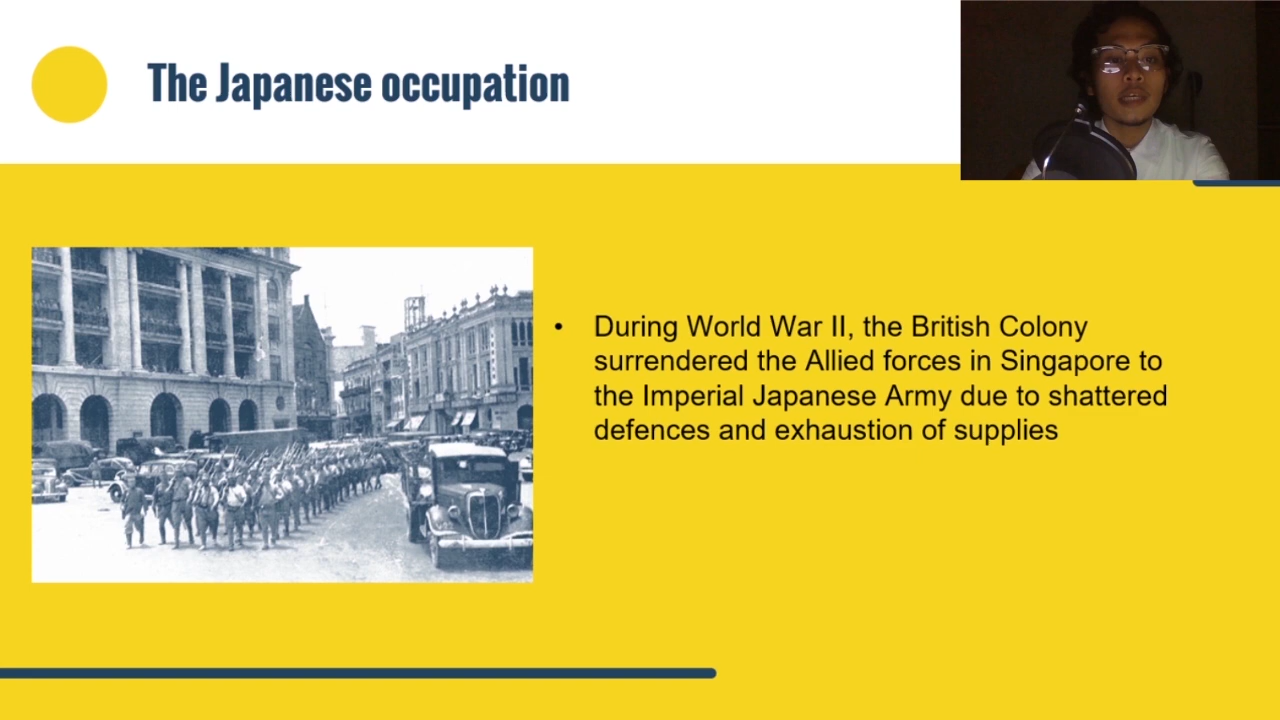 The Japanese occupation
• During World War II, the British Colony
surrendered the Allied forces in Singapore to
the Imperial Japanese Army due to shattered
defences and exhaustion of supplies